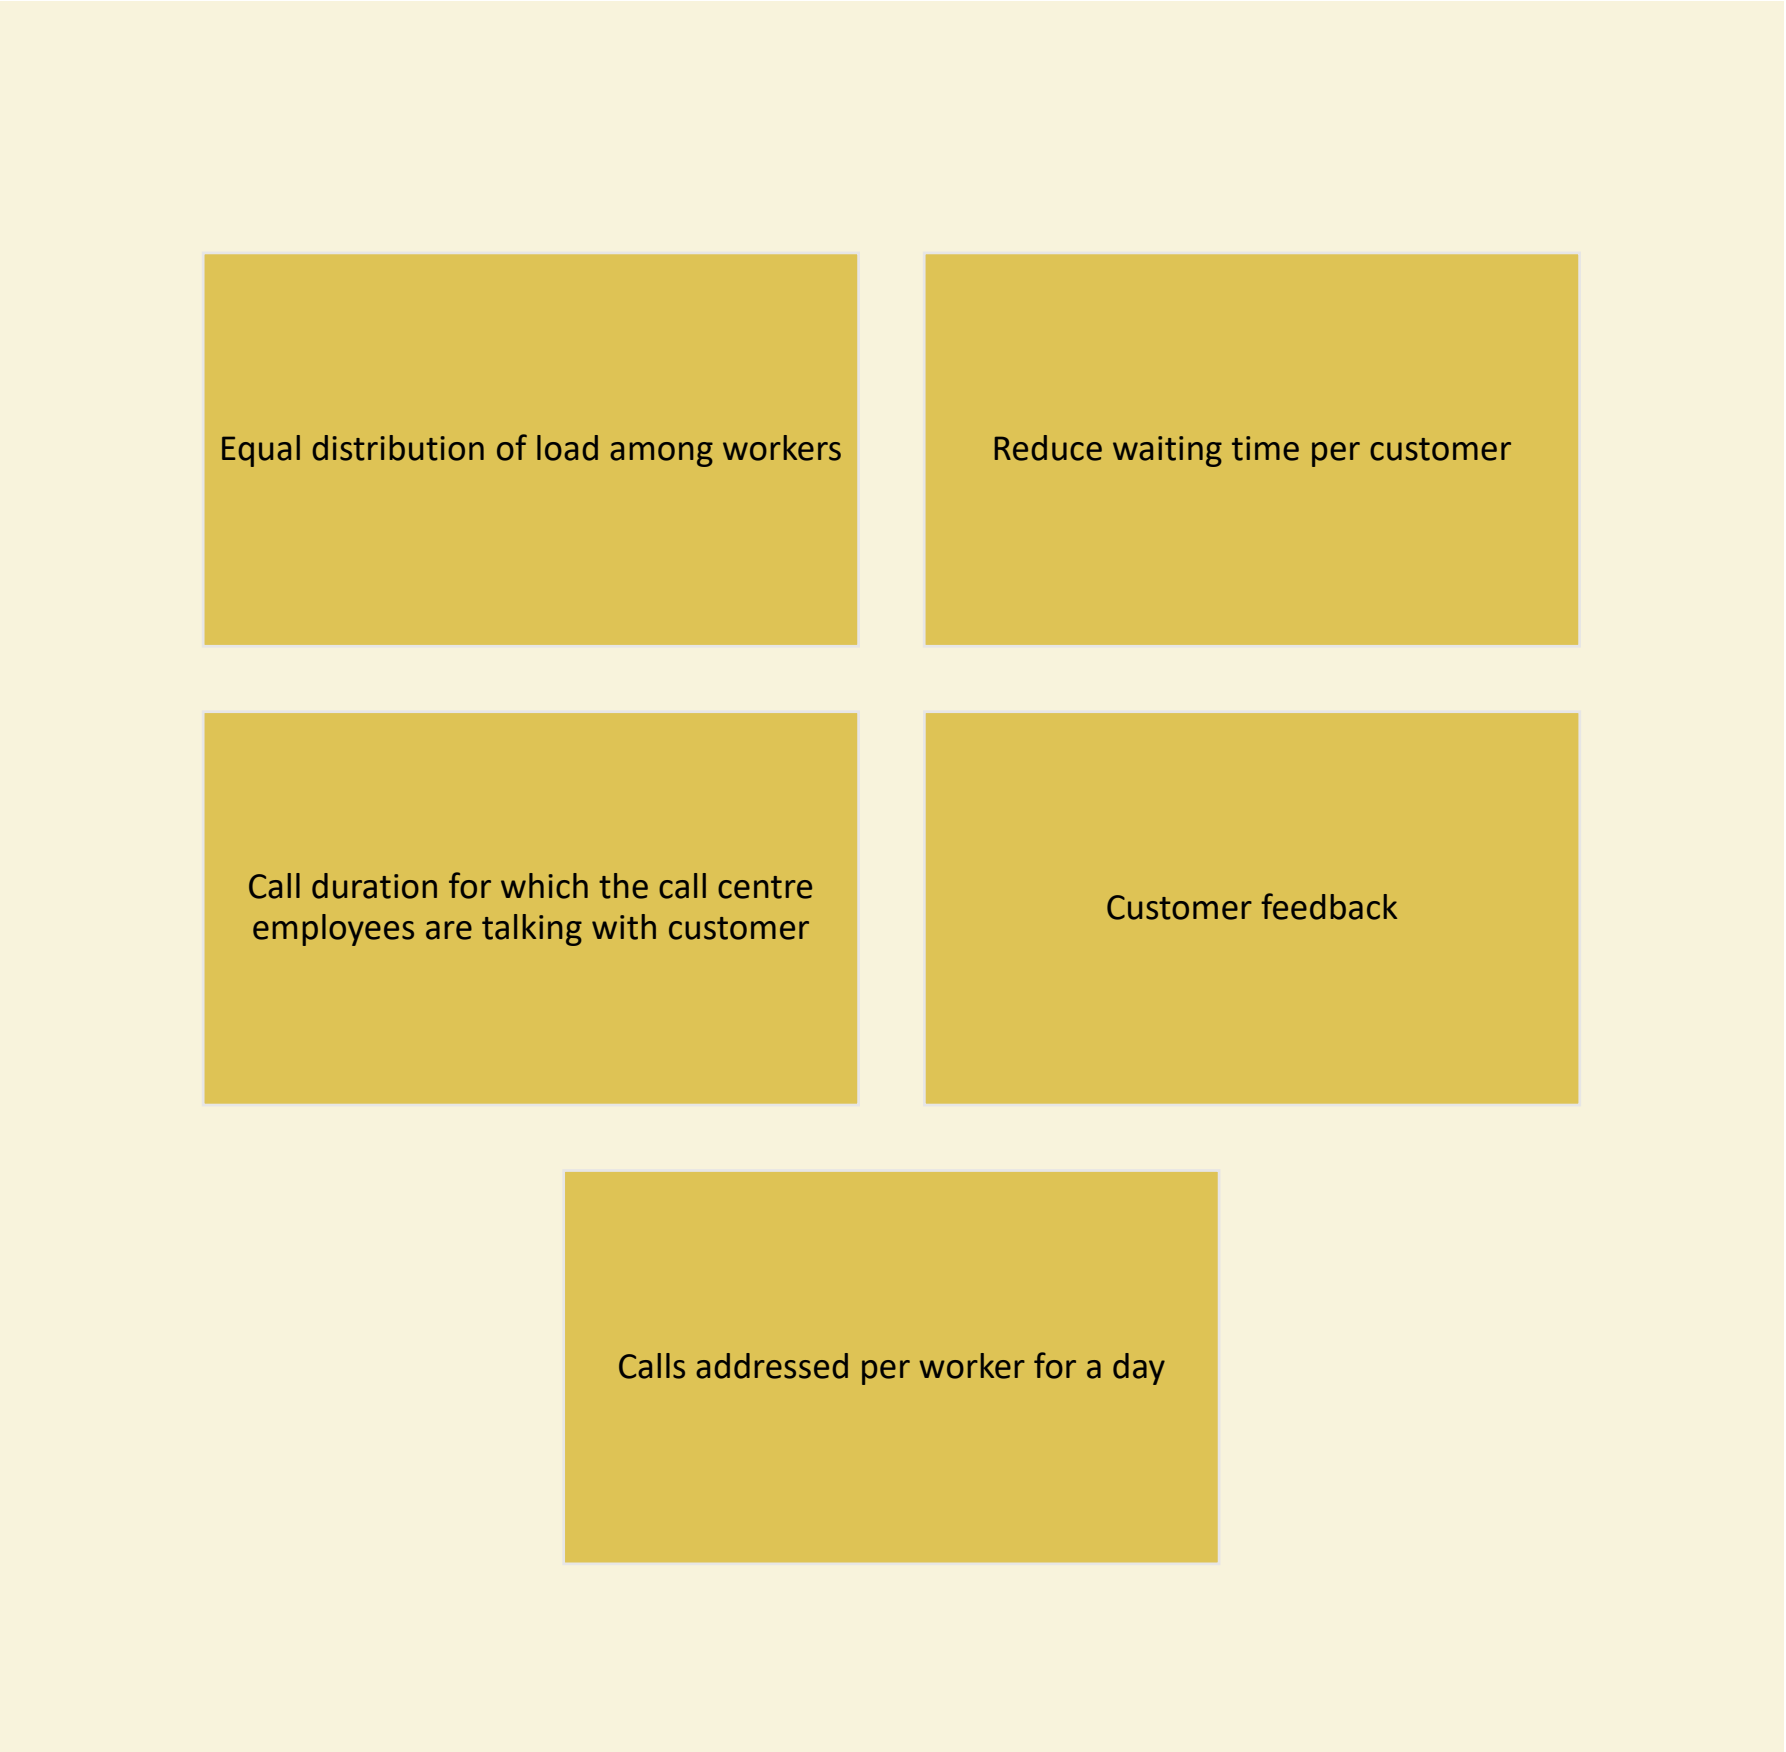 Equal distribution of load among workers
Reduce waiting time per customer
Call duration for which the call centre
employees are talking with customer
Customer feedback
Calls addressed per worker for a day